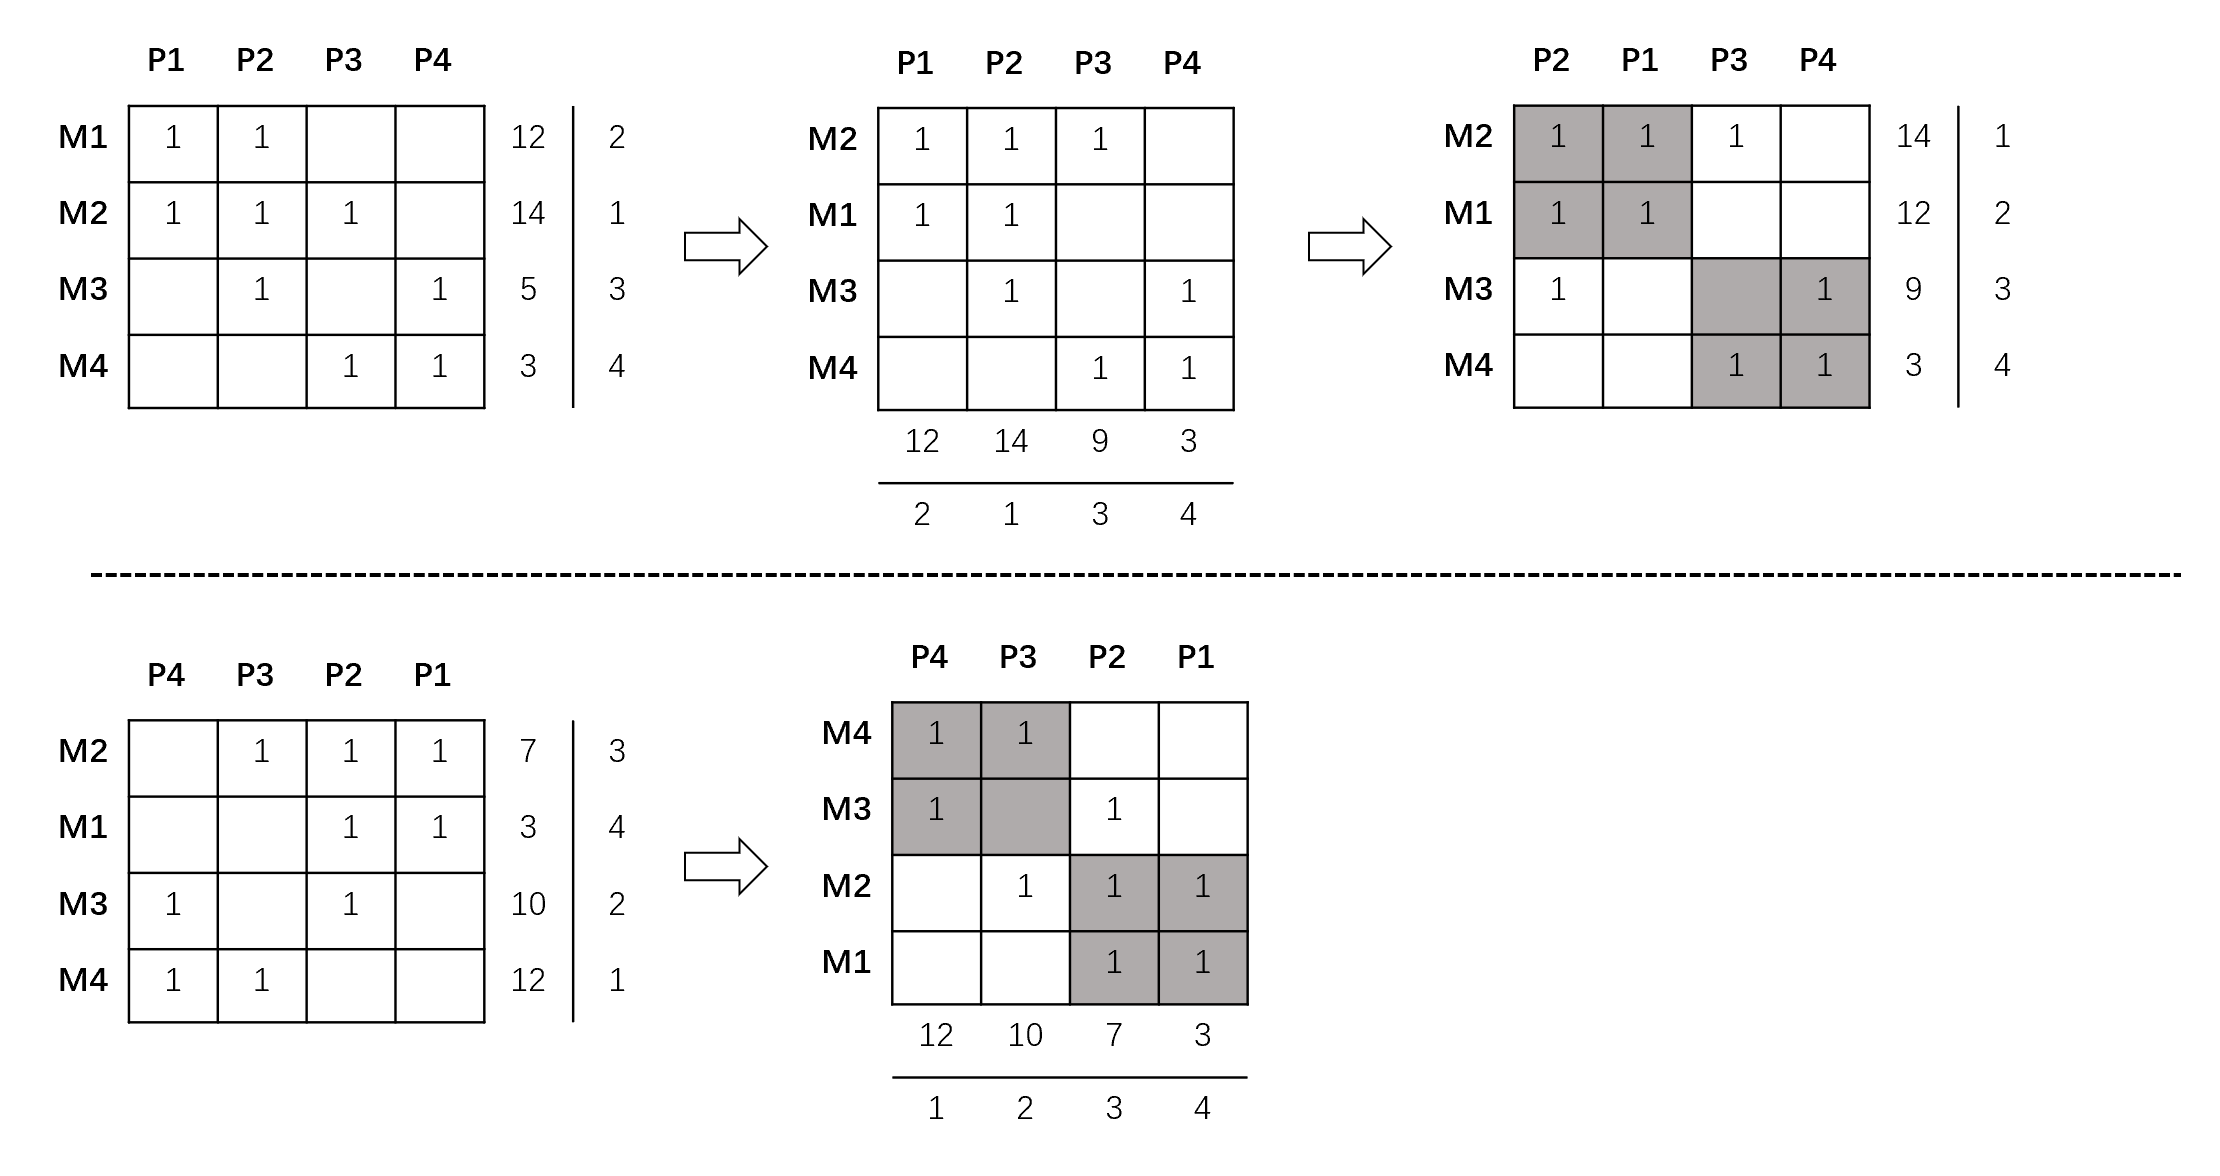 P1 P2 P3 P4
M1 1 1 12 2
M2 1 1 1 14 1
M3 1 1 5 3
M4 1 1 3 4
P1 P2 P3 P4
M2 1 1 1
M1 1 1
M3 1 1
M4 1 1
12 14 9 3
2 1 3 4
P2 P1 P3 P4
M2 1 1 1 14 1
M1 1 1 12 2
M3 1 1 9 3
M4 1 1 3 4
P4 P3 P2 P1
M2 1 1 1 7 3
M1 1 1 3 4
M3 1 1 10 2
M4 1 1 12 1
P4 P3 P2 P1
M4 1 1
M3 1 1
M2 1 1 1
M1 1 1
12 10 7 3
1 2 3 4